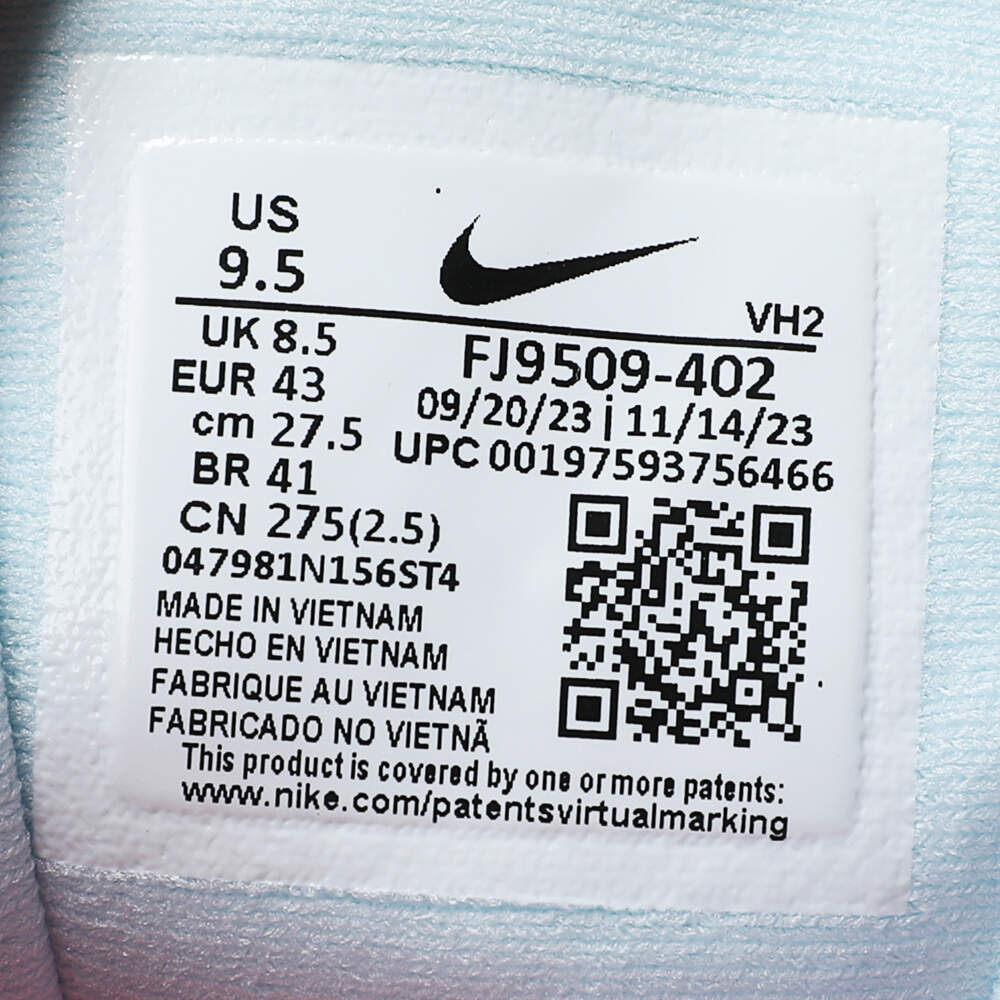 US
9.5
VH2
UK 8.5
EUR 43
cm 27.5
BR 41
CN 275(2.5)
FJ9509-402
09/20/23 | 11/14/23
UPC 00197593756466
047981N156ST4
MADE IN VIETNAM
HECHO EN VIETNAM
FABRIQUE AU VIETNAM
FABRICADO NO VIETNÃ
This product is covered by one or more patents:
www.nike.com/patentsvirtualmarking